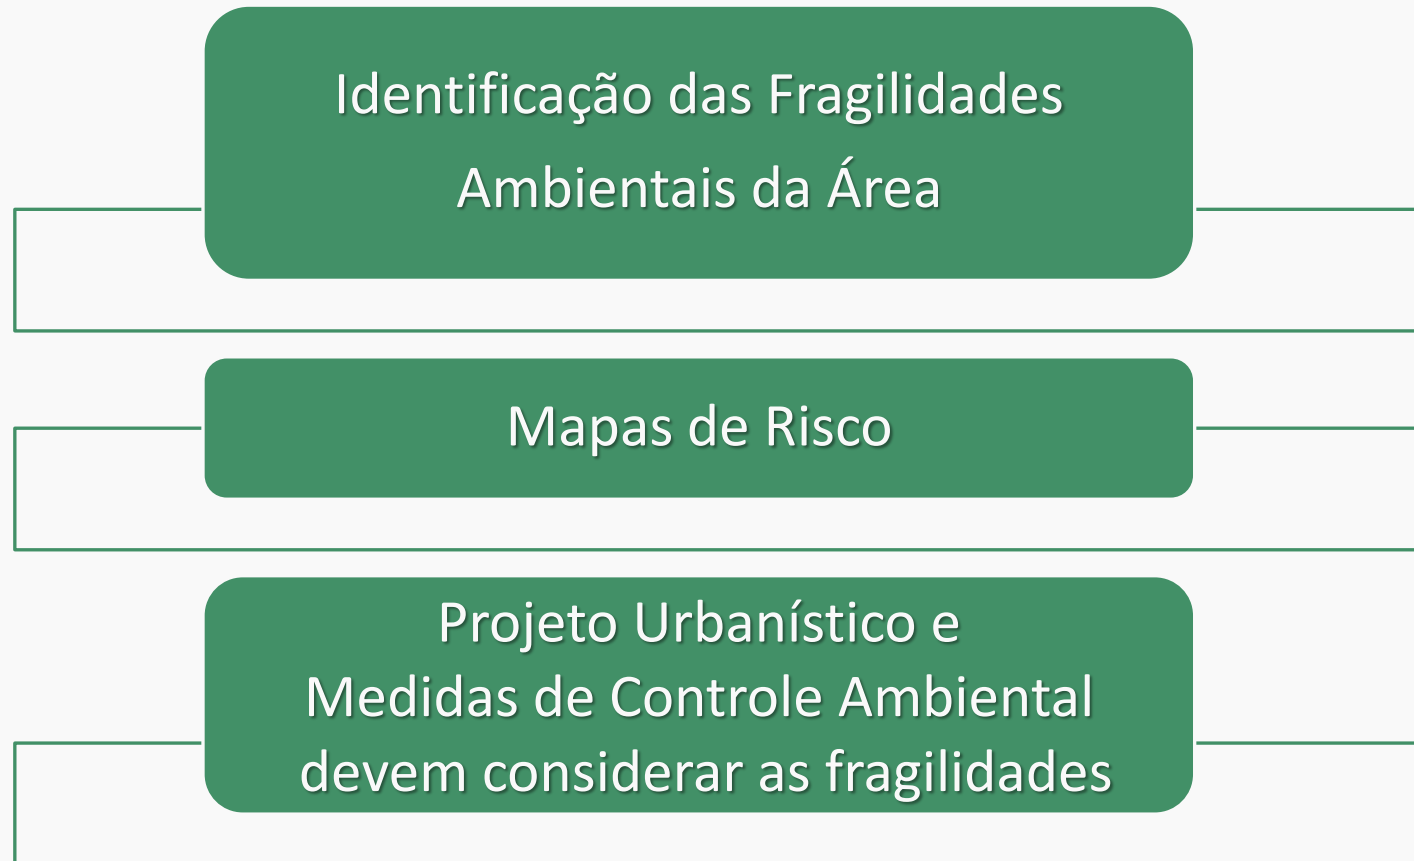 Identificação das Fragilidades
Ambientais da Área
Mapas de Risco
Projeto Urbanístico e
Medidas de Controle Ambiental
devem considerar as fragilidades